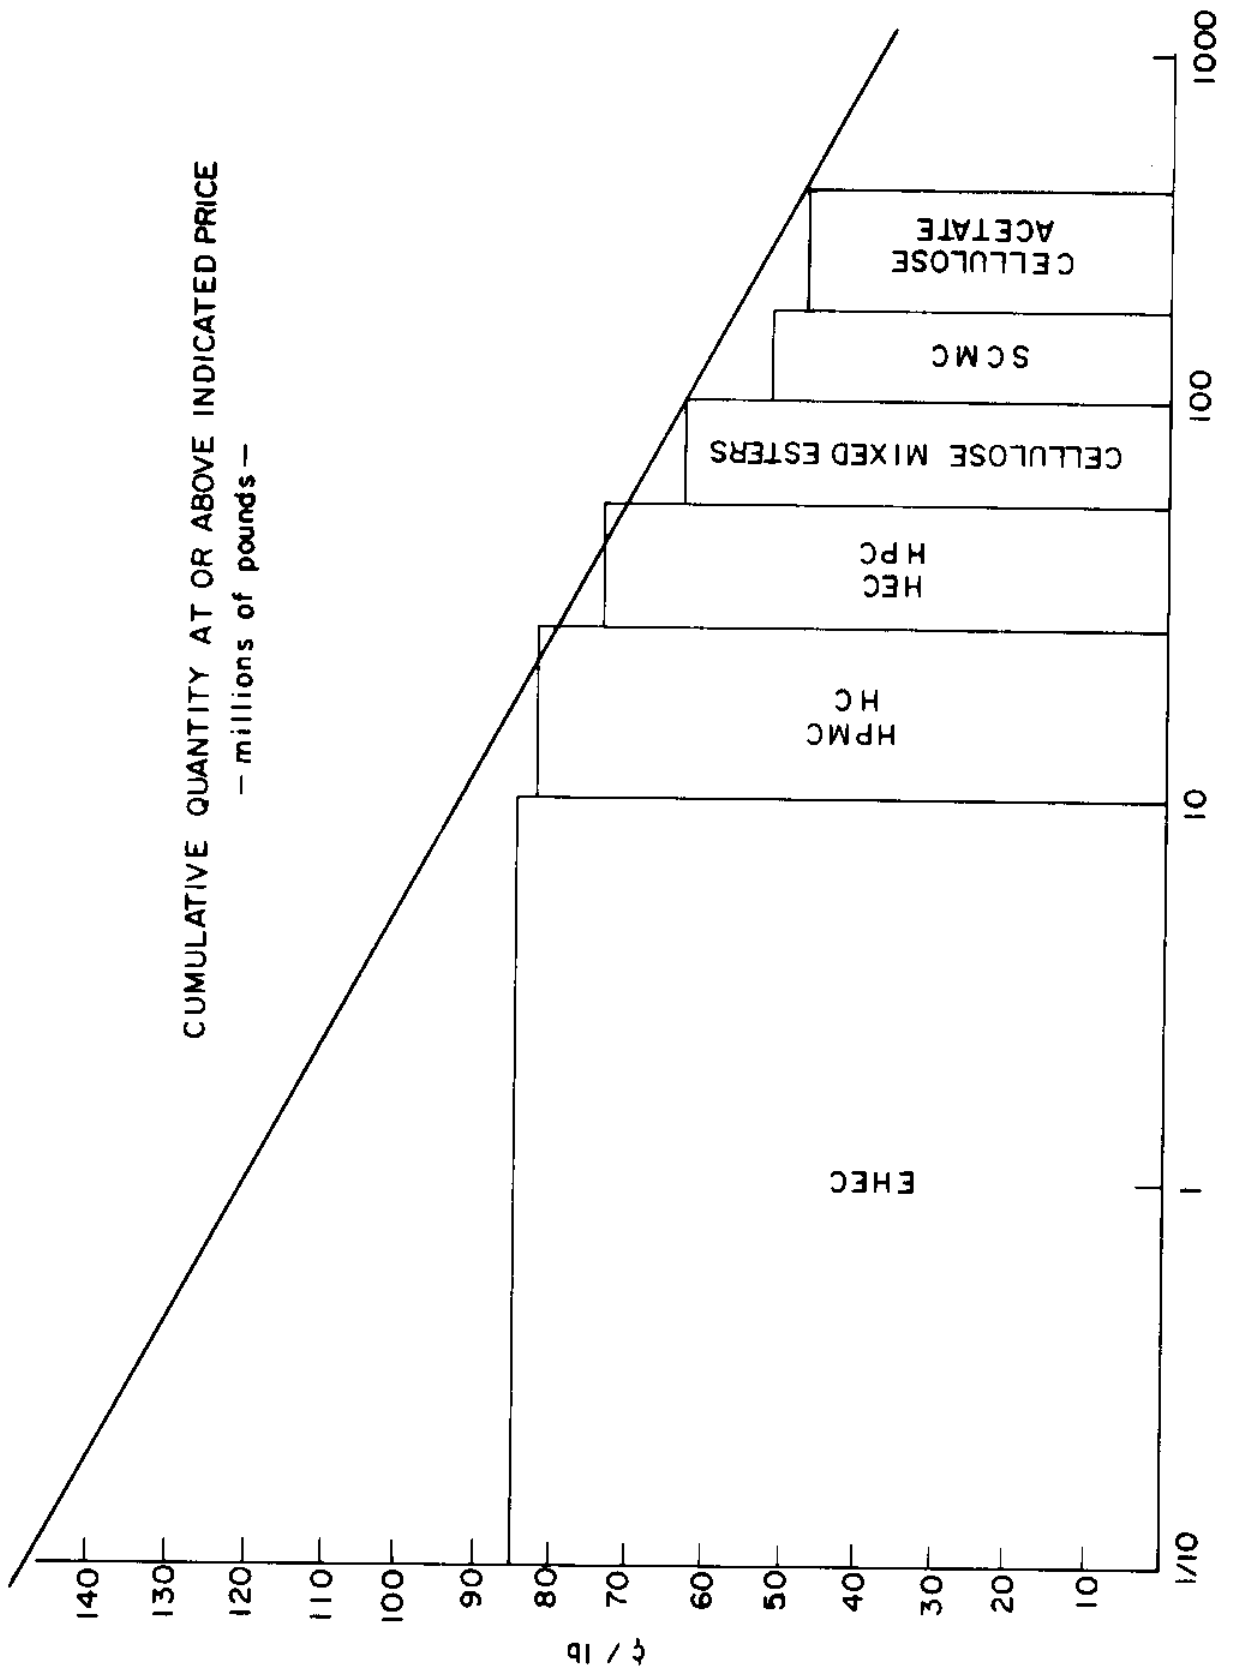 CUMULATIVE QUANTITY AT OR ABOVE INDICATED PRICE
— millions of pounds —
¢ / lb
140
130
120
110
100
90
80
70
60
50
40
30
20
10
EHEC
HPMC
HC
HEC
HPC
CELLULOSE MIXED ESTERS
SCMC
CELLULOSE
ACETATE
1/10
1
10
100
1000